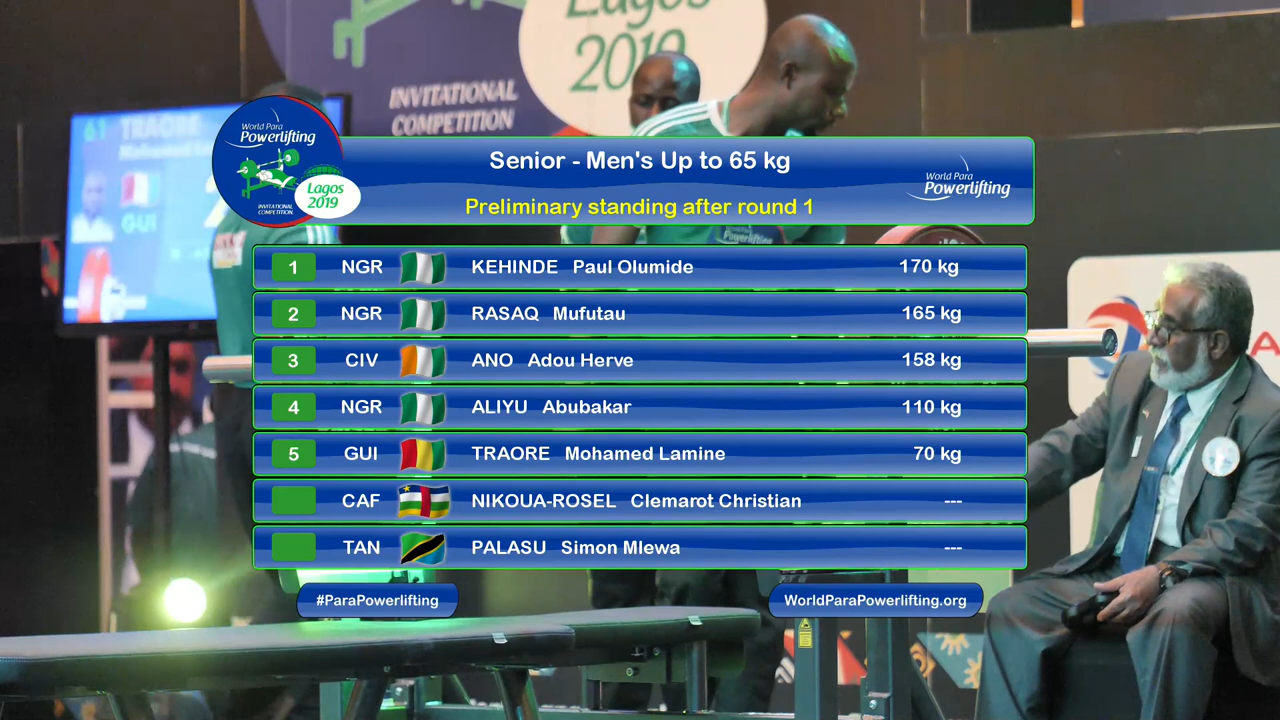 Lagos
2019
INVITATIONAL
COMPETITION
61 TRAORE
GUI
World Para
Powerlifting
Lagos
2019
INVITATIONAL
COMPETITION
Senior - Men's Up to 65 kg
Preliminary standing after round 1
World Para
Powerlifting
1 NGR KEHINDE Paul Olumide 170 kg
2 NGR RASAQ Mufutau 165 kg
3 CIV ANO Adou Herve 158 kg
4 NGR ALIYU Abubakar 110 kg
5 GUI TRAORE Mohamed Lamine 70 kg
CAF NIKOUA-ROSEL Clemarot Christian ---
TAN PALASU Simon Mlewa ---
#ParaPowerlifting
WorldParaPowerlifting.org